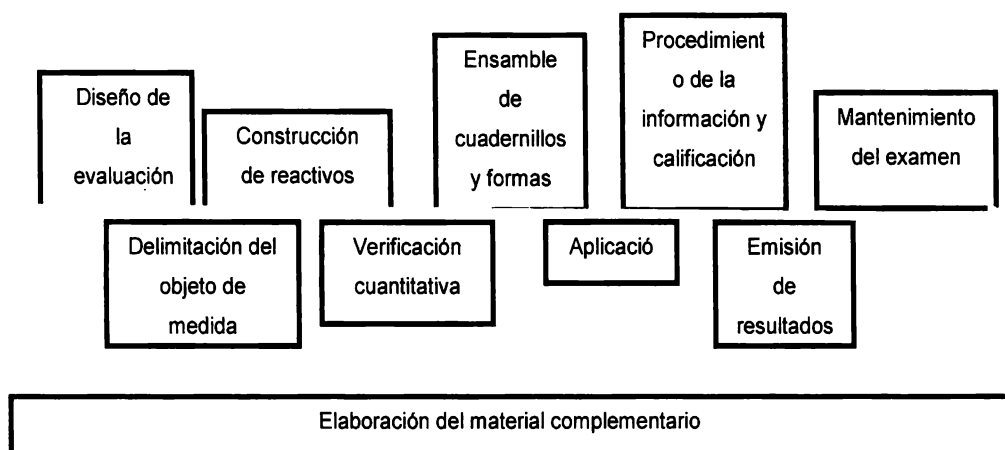 Diseño de
la
evaluación
Construcción
de reactivos
Ensamble
de
cuadernillos
y formas
Procedimient
o de la
información y
calificación
Mantenimiento
del examen
Delimitación del
objeto de
medida
Verificación
cuantitativa
Aplicació
Emisión
de
resultados
Elaboración del material complementario